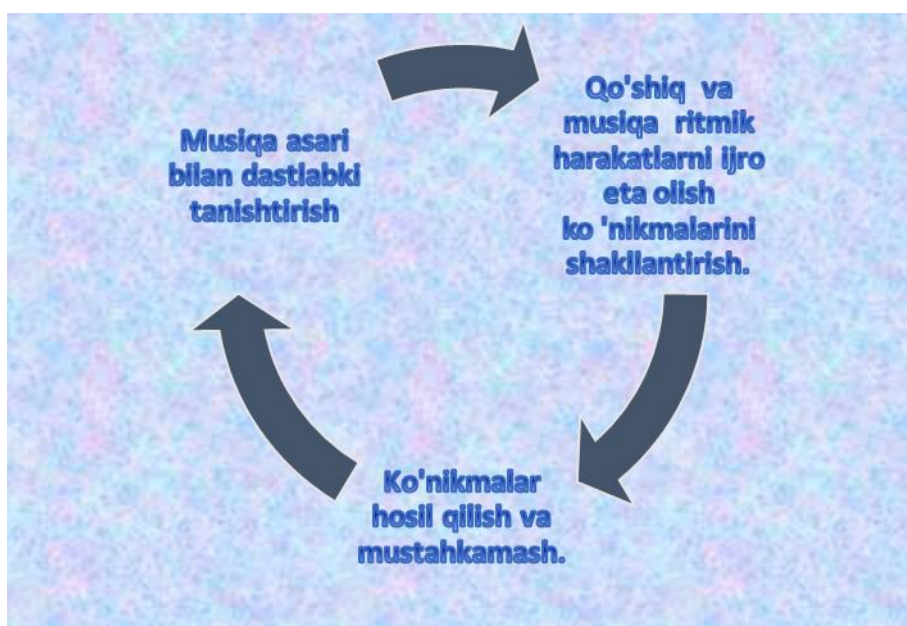 Musiqa asari
bilan dastlabki
tanishtirish
Qo'shiq va
musiqa ritmik
harakatlarni ijro
eta olish
ko 'nikmalarini
shakllantirish.
Ko'nikmalar
hosil qilish va
mustahkamash.